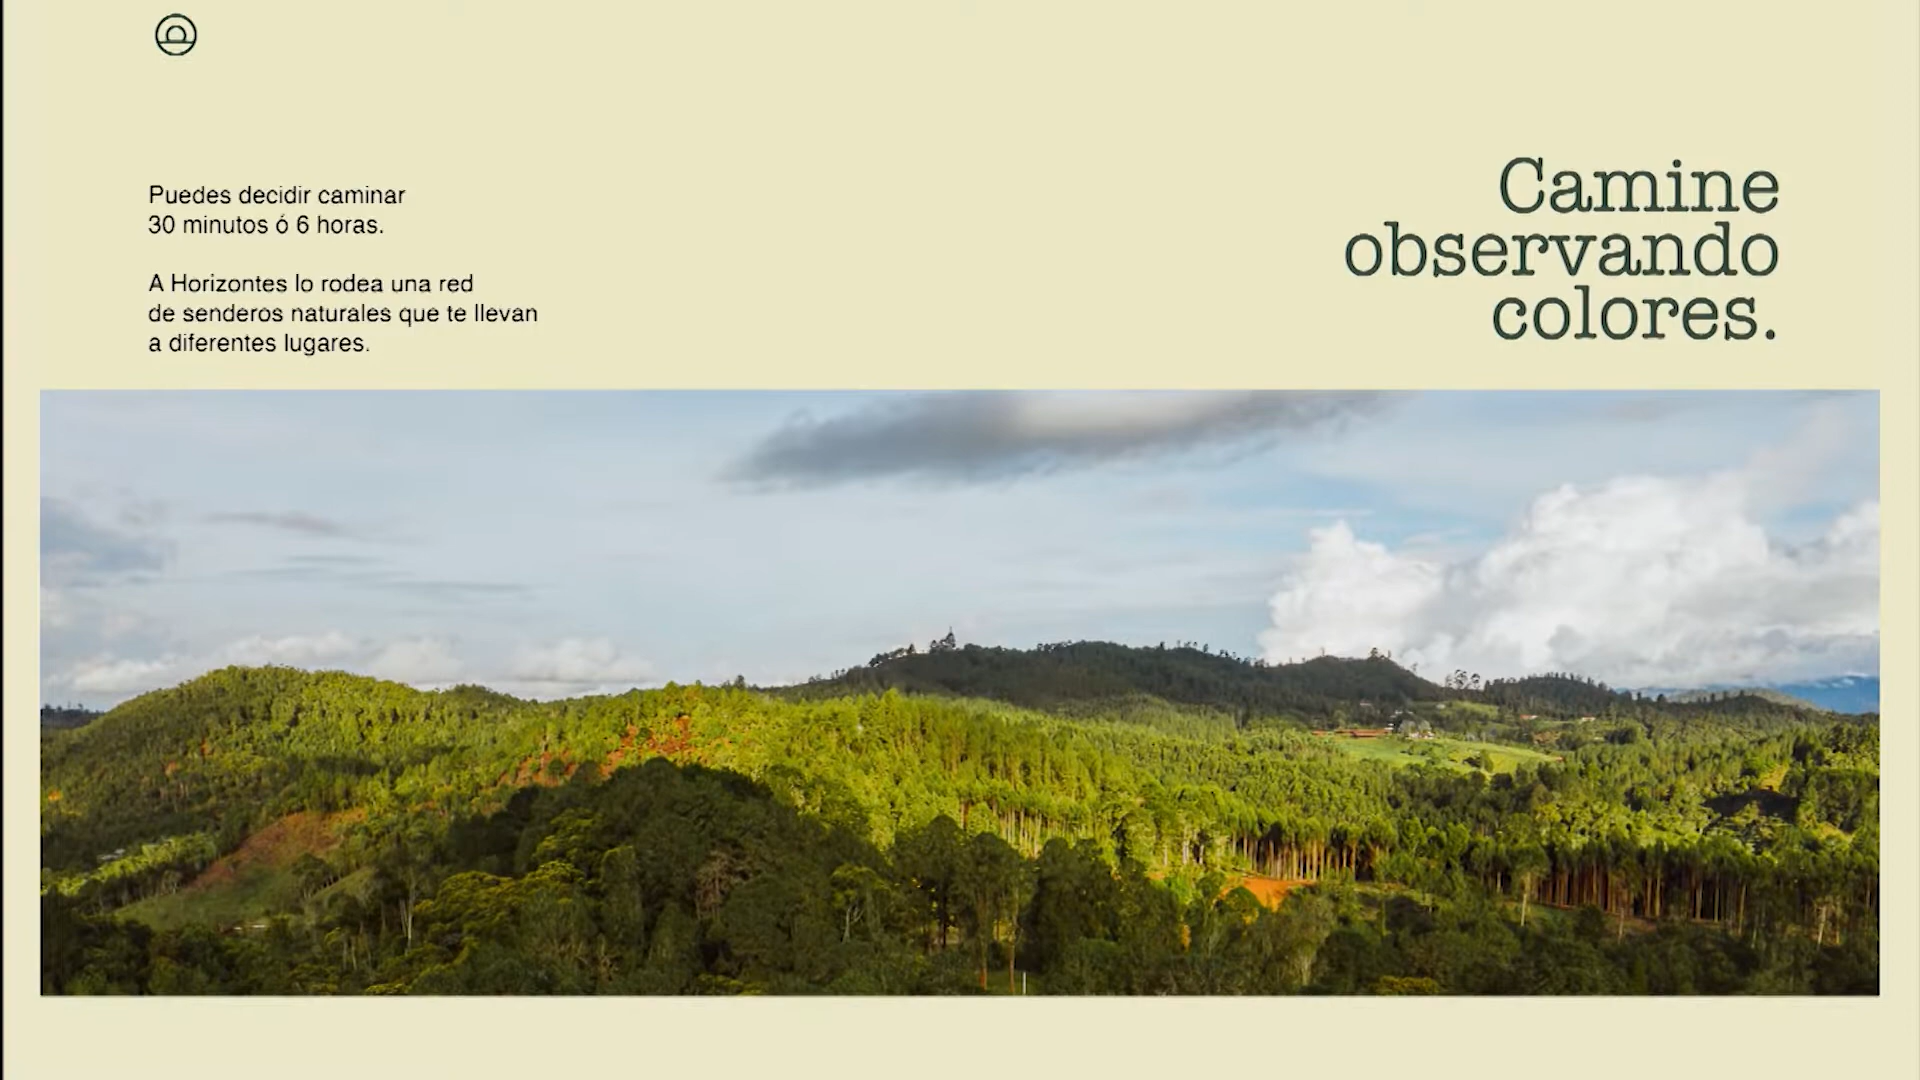 Puedes decidir caminar
30 minutos ó 6 horas.
A Horizontes lo rodea una red
de senderos naturales que te llevan
a diferentes lugares.
Camine
observando
colores.